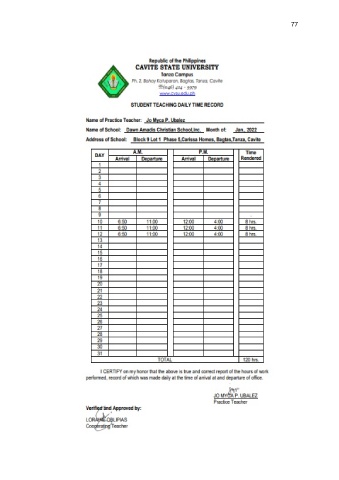 77
Republic of the Philippines
CAVITE STATE UNIVERSITY
Tanza Campus
Ph. 2, Bahay Katuparan, Bagtas, Tanza, Cavite
(046) 414 - 3979
www.cvsu.edu.ph
STUDENT TEACHING DAILY TIME RECORD
Name of Practice Teacher: Jo Myca P. Ubalez
Name of School: Dawn Amadis Christian School,Inc. Month of: Jan, 2022
Address of School: Block 9 Lot 1 Phase 5,Carissa Homes, Bagtas,Tanza, Cavite
DAY A.M. P.M. Time Rendered
Arrival Departure Arrival Departure
1
2
3
4
5
6
7
8
9
10 6:50 11:00 12:00 4:00 8 hrs.
11 6:50 11:00 12:00 4:00 8 hrs.
12 6:50 11:00 12:00 4:00 8 hrs.
13
14
15
16
17
18
19
20
21
22
23
24
25
26
27
28
29
30
31
TOTAL 120 hrs.
I CERTIFY on my honor that the above is true and correct report of the hours of work
performed, record of which was made daily at the time of arrival at and departure of office.
JO MYCA P. UBALEZ
Practice Teacher
Verified and Approved by:
Cooperating Teacher